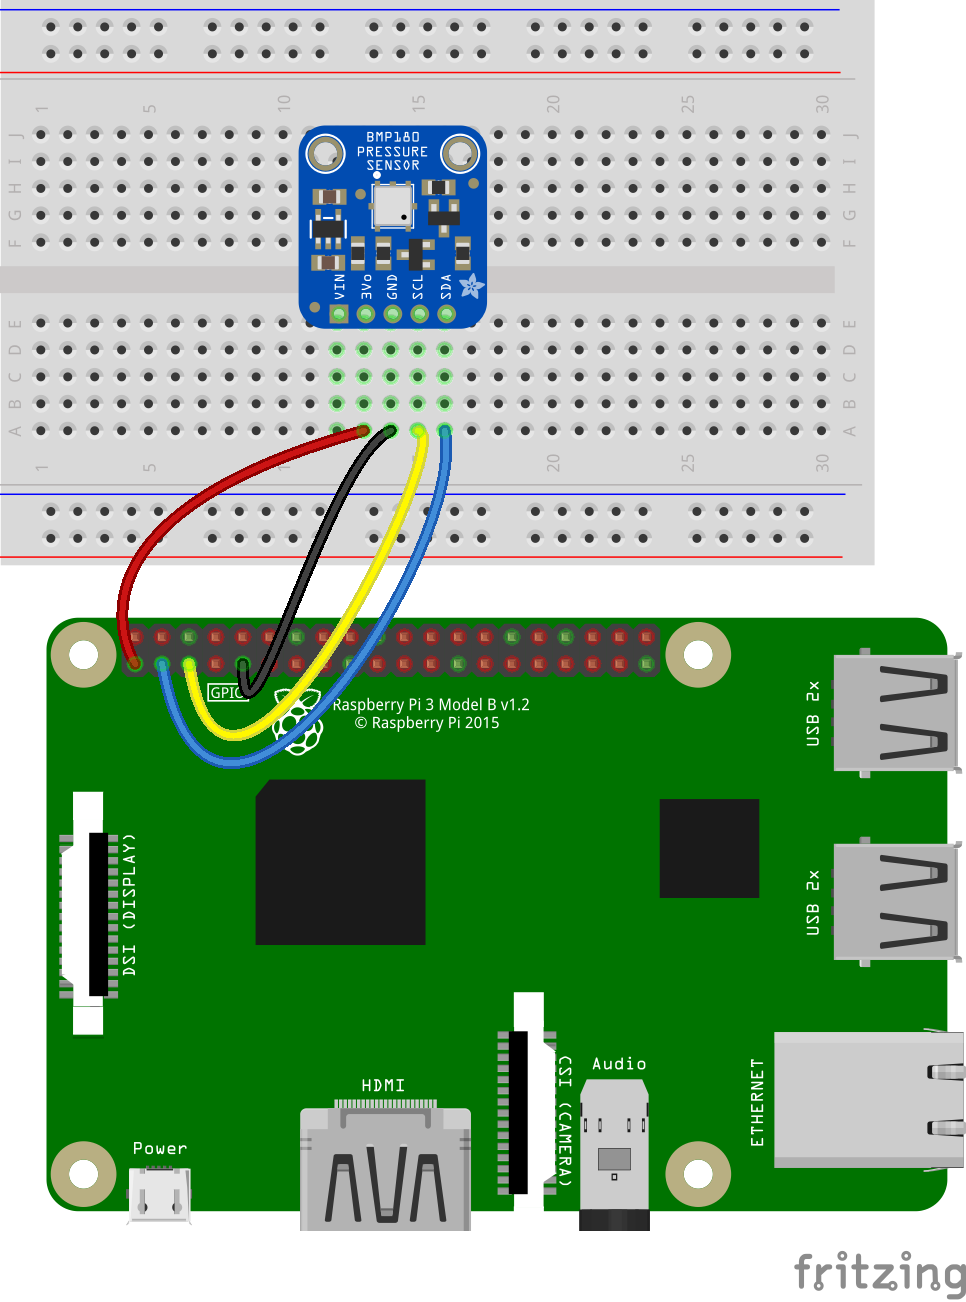 1 5 10 15 20 25 30
J J
I I
H H
G G
F F
BMP180
PRESSURE
SENSOR
VIN 3Vo GND SCL SDA
E E
D D
C C
B B
A A
1 5 1 20 25 30
GPIO
Raspberry Pi 3 Model B v1.2
© Raspberry Pi 2015
USB 2x
DSI (DISPLAY)
USB 2x
HDMI
CSI (CAMERA)
Audio
ETHERNET
Power
fritzing